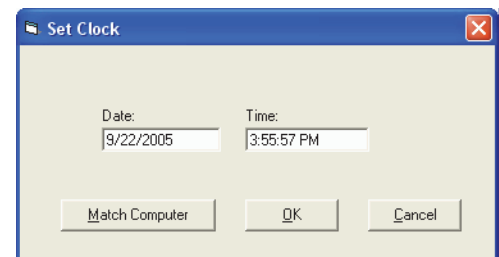 Set Clock
Date: Time:
9/22/2005 3:55:57 PM
Match Computer OK Cancel